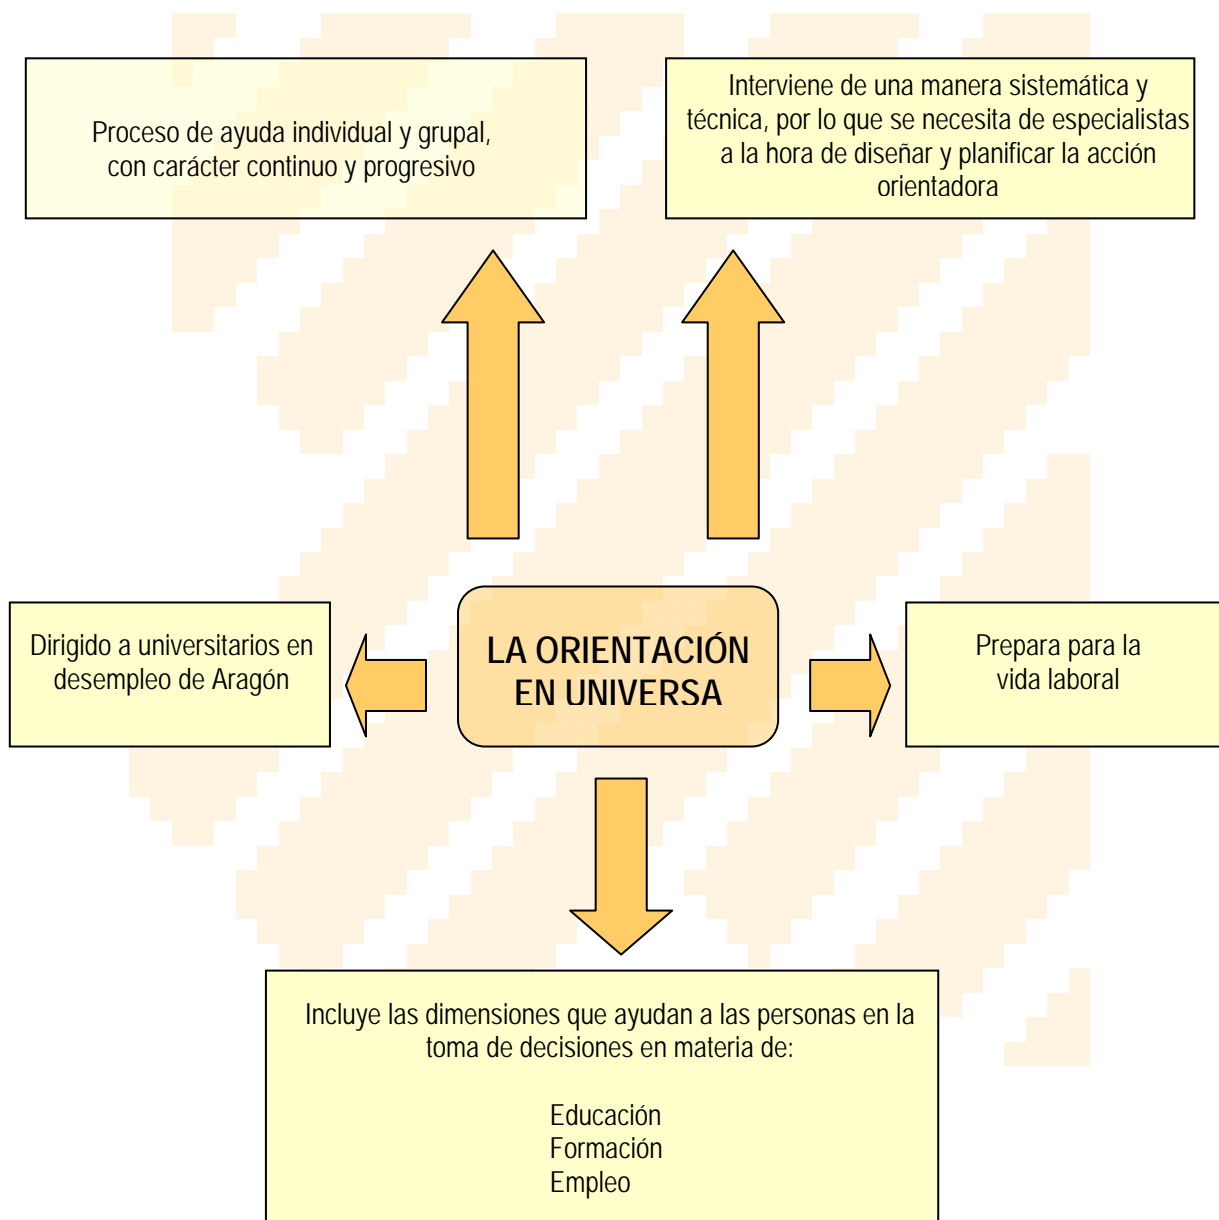 Proceso de ayuda individual y grupal,
con carácter continuo y progresivo
Interviene de una manera sistemática y
técnica, por lo que se necesita de especialistas
a la hora de diseñar y planificar la acción
orientadora
Dirigido a universitarios en
desempleo de Aragón
LA ORIENTACIÓN
EN UNIVERSA
Prepara para la
vida laboral
Incluye las dimensiones que ayudan a las personas en la
toma de decisiones en materia de:
Educación
Formación
Empleo